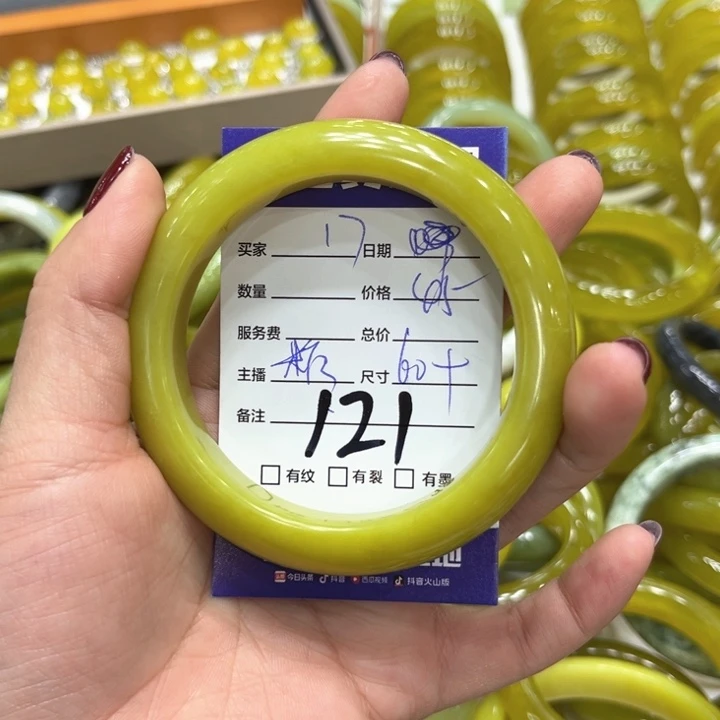 买家 17 日期
数量 价格
服务费 总价
主播 尺寸 60+
备注 121
有纹 有裂 有墨
今日头条 抖音 西瓜视频 抖音火山版